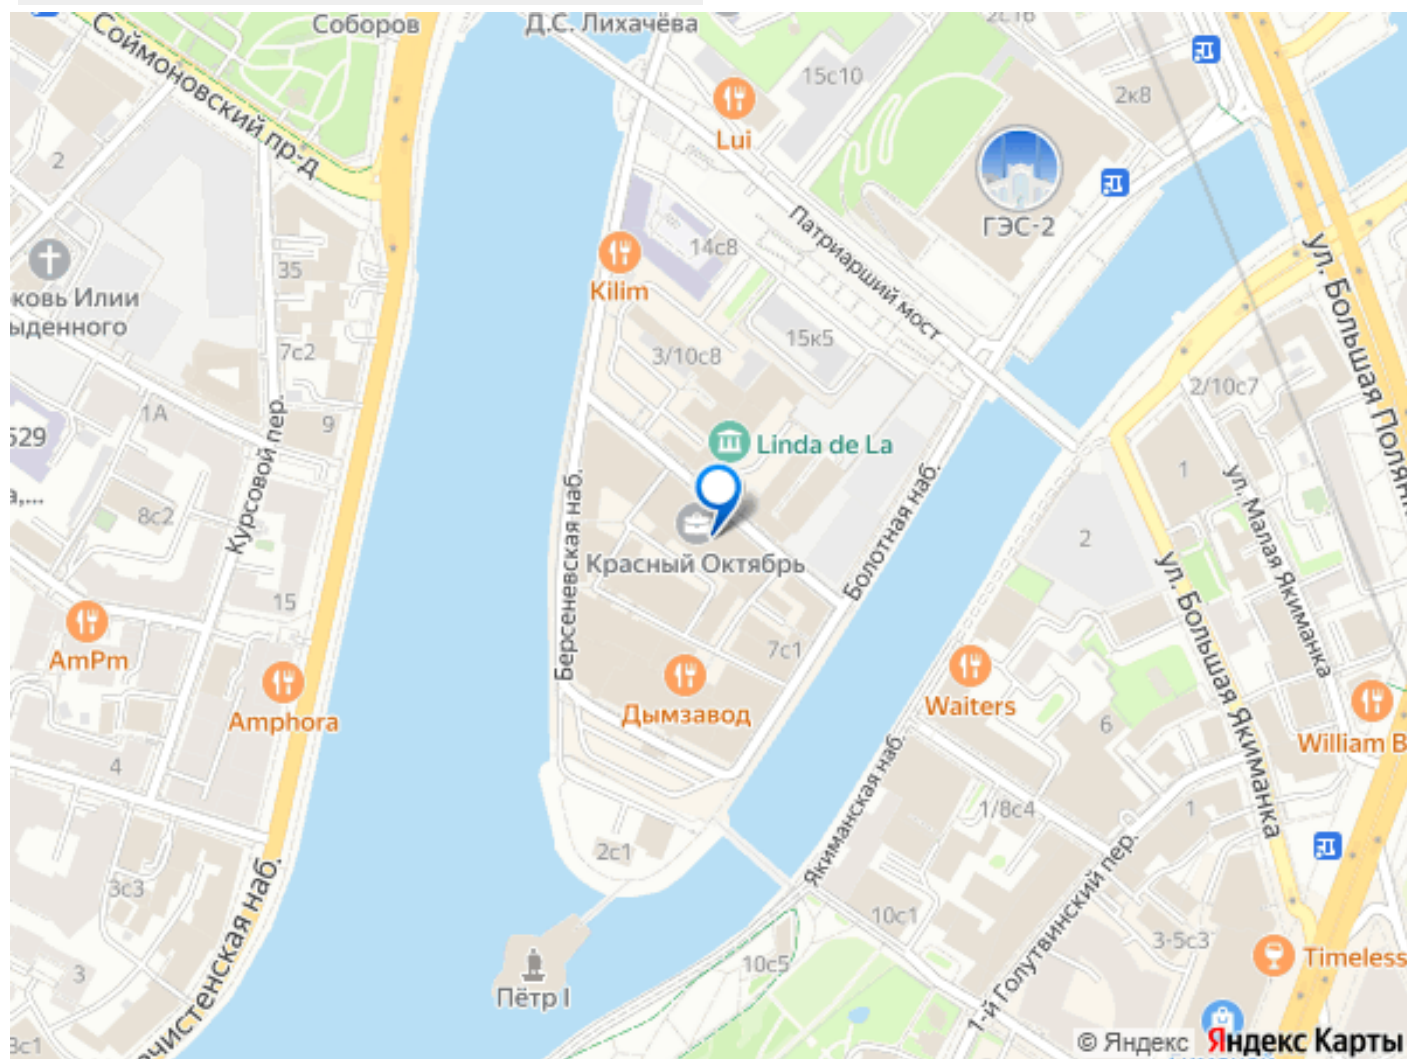 Соборов
Д.С. Лихачёва
Соймоновский пр-д
15с10
2к8
Lui
ГЭС-2
2
Патриарший мост
14с8
35
Kilim
ковь Илии
ыденного
ул. Большая Полян
15к5
3/10с8
7с2
2/10с7
1А
9
529
Linda de La
Курсовой пер.
Берсеневская наб.
Болотная наб.
1
ул. Малая Якиманка
8с2
2
Красный Октябрь
ул. Большая Якиманка
15
AmPm
7с1
Amphora
Дымзавод
Waiters
6
William B
4
Якиманская наб.
1/8с4
1
2с1
3с3
10с1
3-5с3
1-й Голутвинский пер.
Timeless
10с5
3
Пётр I
ачистенская наб.
3с1
© Яндекс
Яндекс Карты